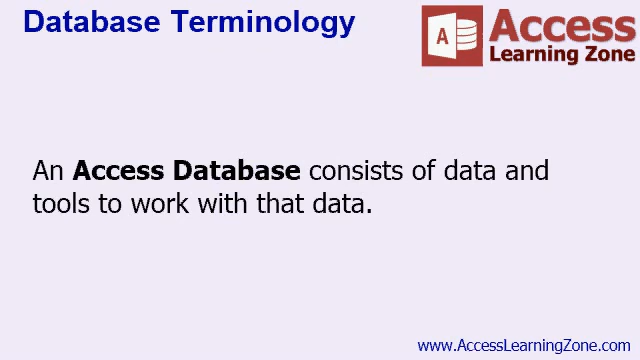 Database Terminology
A
Access
Learning Zone
An Access Database consists of data and
tools to work with that data.
www.AccessLearningZone.com